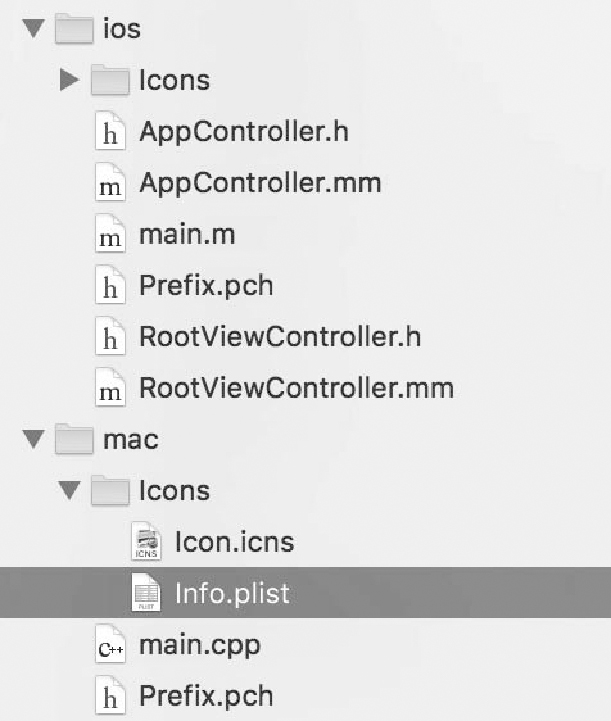 ios
Icons
h AppController.h
m AppController.mm
m main.m
h Prefix.pch
h RootViewController.h
m RootViewController.mm
mac
Icons
ICNS Icon.icns
PLIST Info.plist
C++ main.cpp
h Prefix.pch